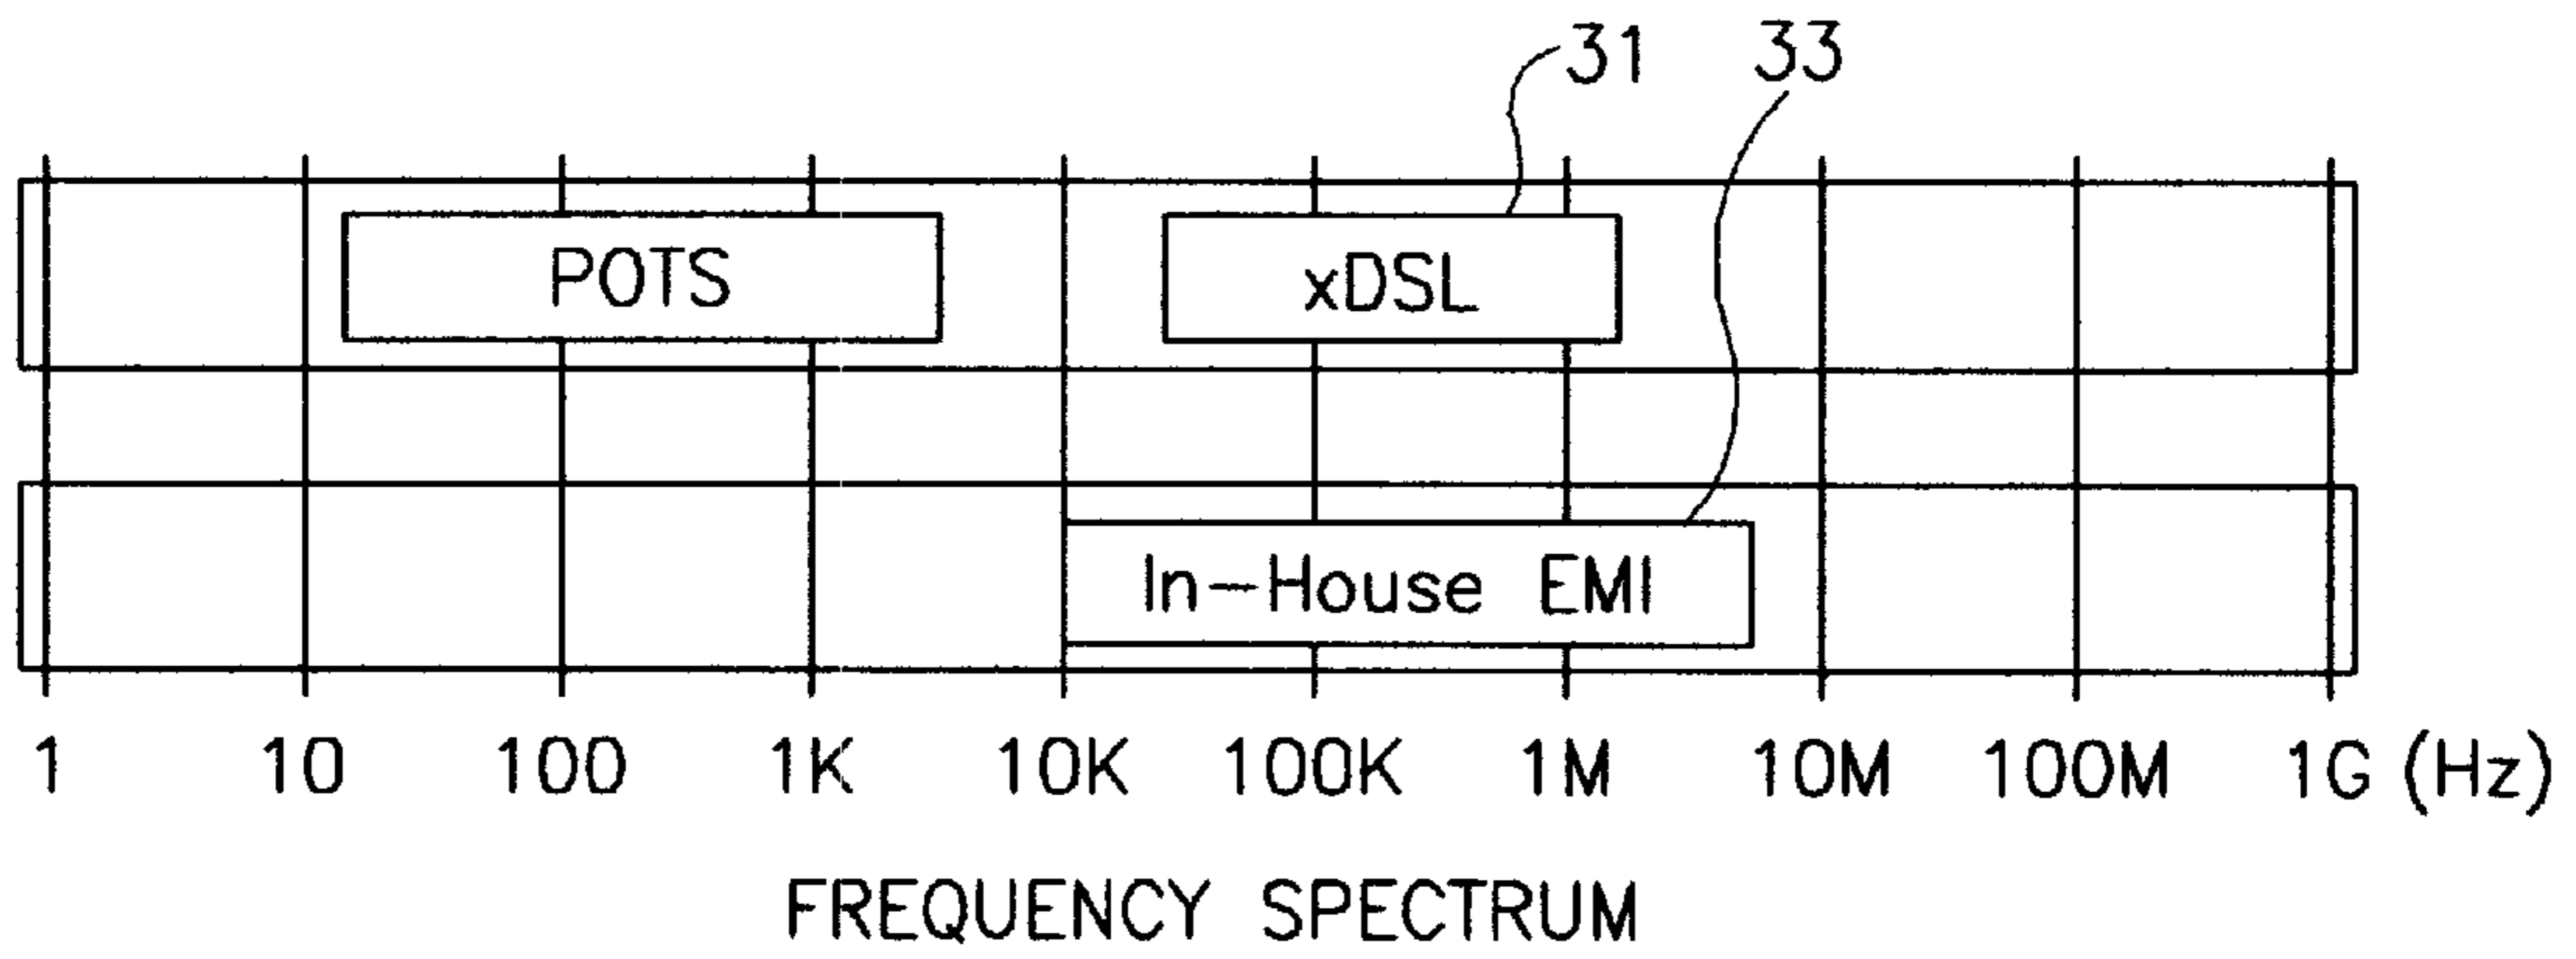 31 33
POTS xDSL
In-House EMI
1 10 100 1K 10K 100K 1M 10M 100M 1G (Hz)
FREQUENCY SPECTRUM